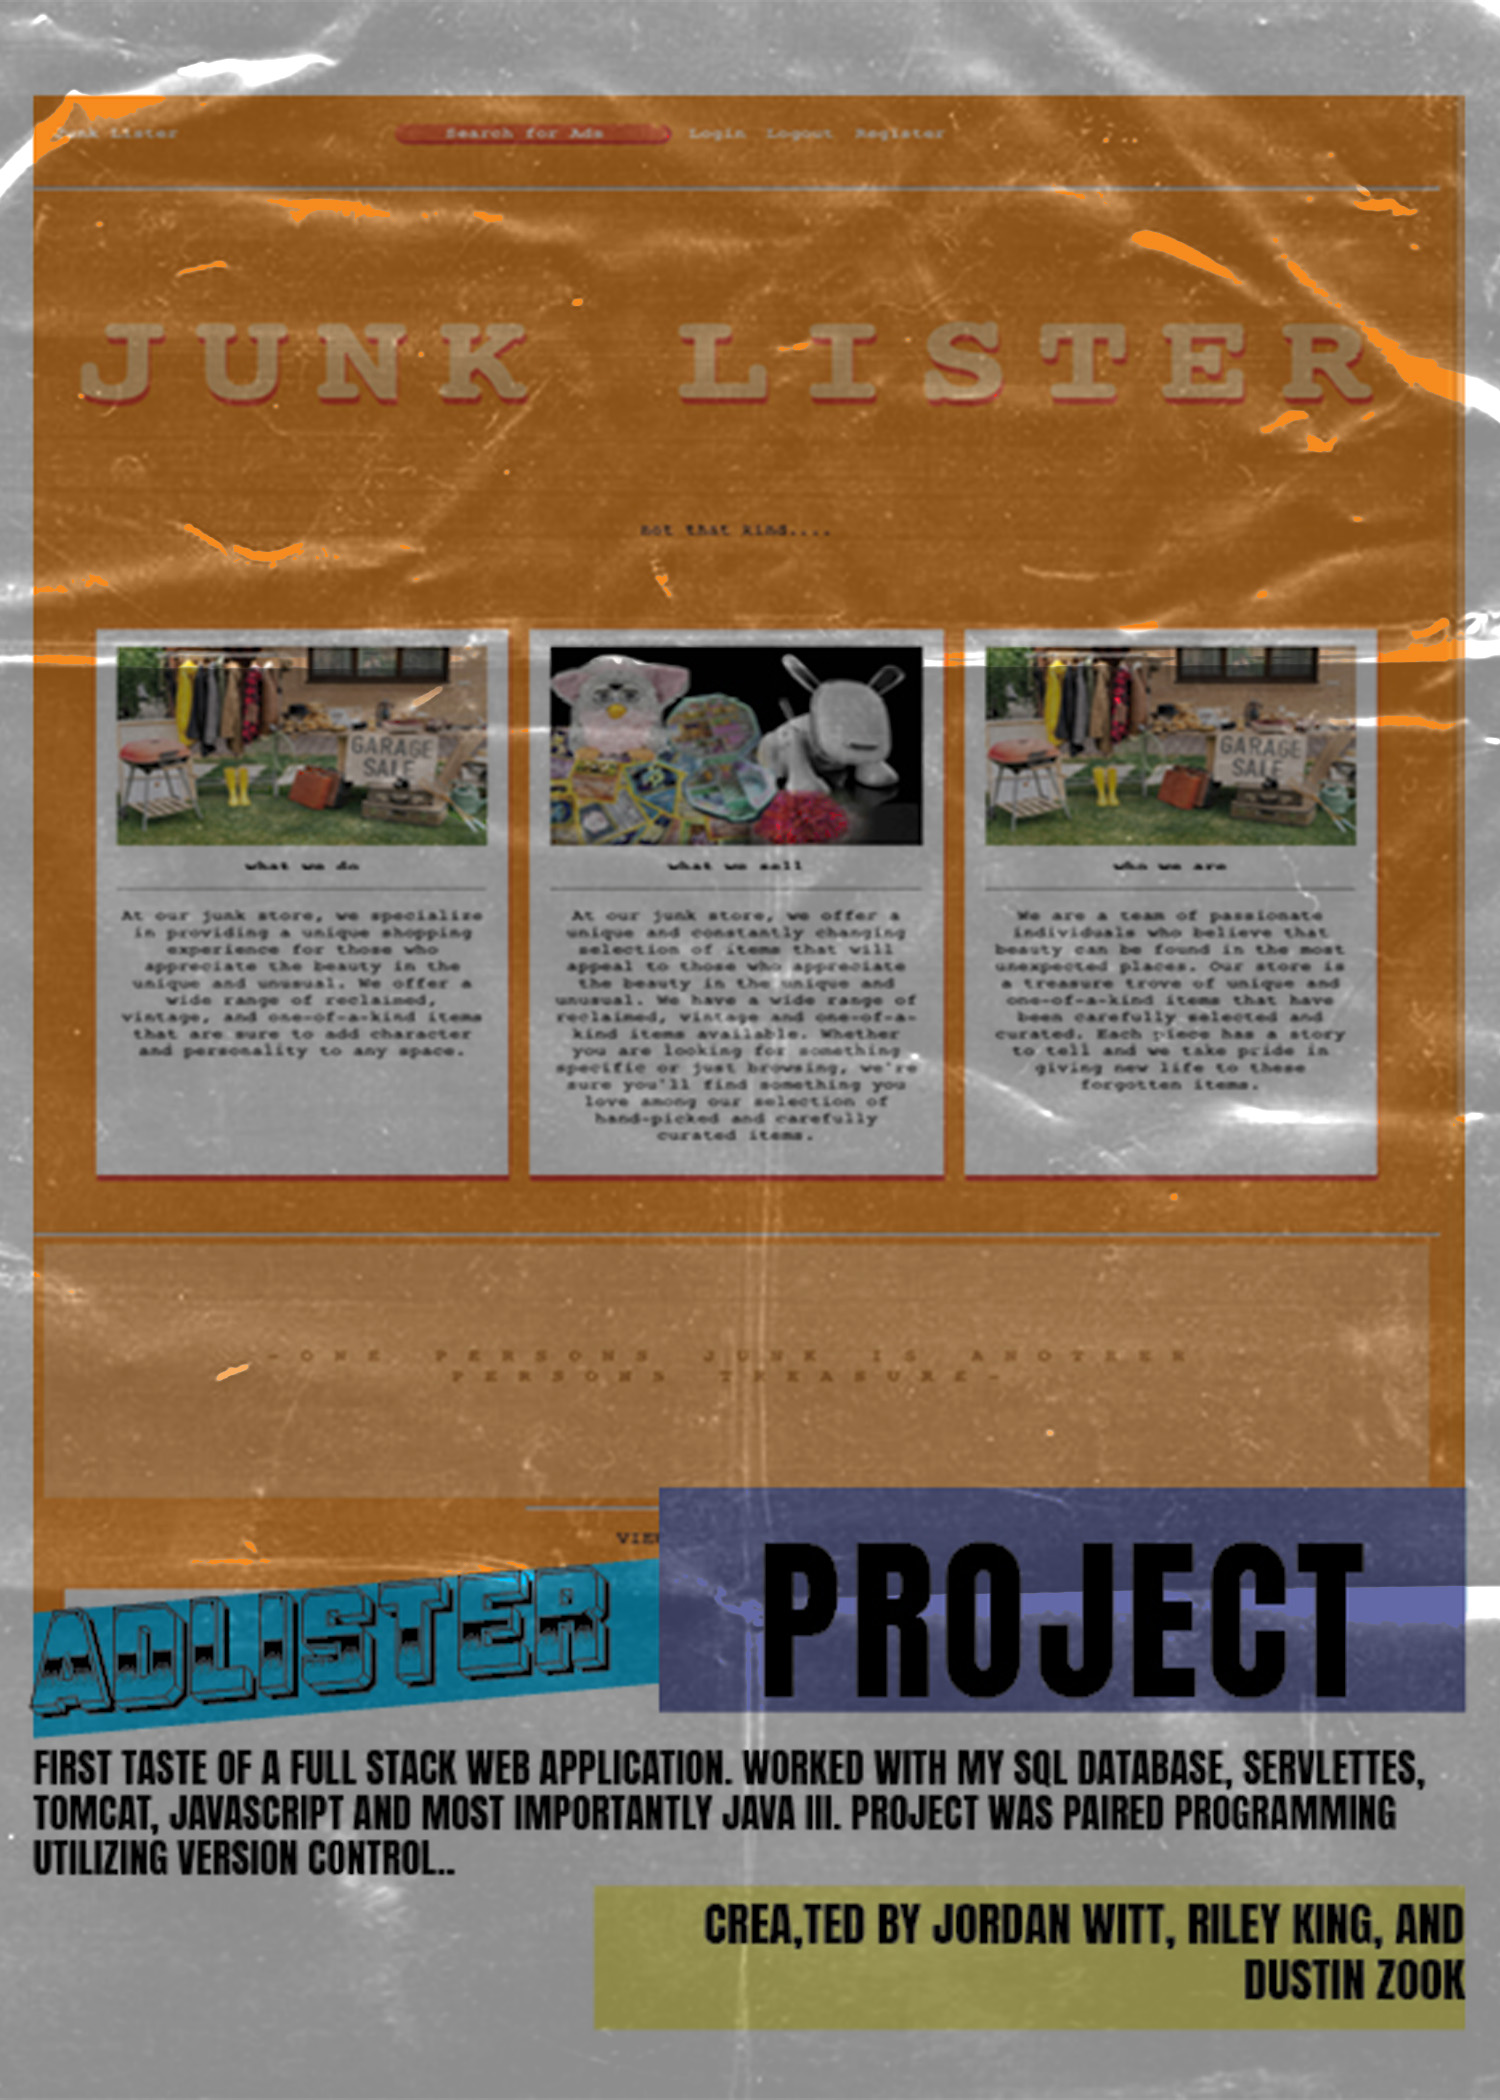 Junk Lister
Search for Ads
Login Logout Register
JUNK LISTER
not that kind....
GARAGE
SALE
what we do
At our junk store, we specialize
in providing a unique shopping
experience for those who
appreciate the beauty in the
unique and unusual. We offer a
wide range of reclaimed,
vintage, and one-of-a-kind items
that are sure to add character
and personality to any space.
what we sell
At our junk store, we offer a
unique and constantly changing
selection of items that will
appeal to those who appreciate
the beauty in the unique and
unusual. We have a wide range of
reclaimed, vintage and one-of-a-
kind items available. Whether
you are looking for something
specific or just browsing, we're
sure you'll find something you
love among our selection of
hand-picked and carefully
curated items.
GARAGE
SALE
who we are
We are a team of passionate
individuals who believe that
beauty can be found in the most
unexpected places. Our store is
a treasure trove of unique and
one-of-a-kind items that have
been carefully selected and
curated. Each piece has a story
to tell and we take pride in
giving new life to these
forgotten items.
-ONE PERSONS JUNK IS ANOTHER
PERSONS TREASURE-
ADLISTER
PROJECT
FIRST TASTE OF A FULL STACK WEB APPLICATION. WORKED WITH MY SQL DATABASE, SERVLETTES,
TOMCAT, JAVASCRIPT AND MOST IMPORTANTLY JAVA III. PROJECT WAS PAIRED PROGRAMMING
UTILIZING VERSION CONTROL..
CREA,TED BY JORDAN WITT, RILEY KING, AND
DUSTIN ZOOK